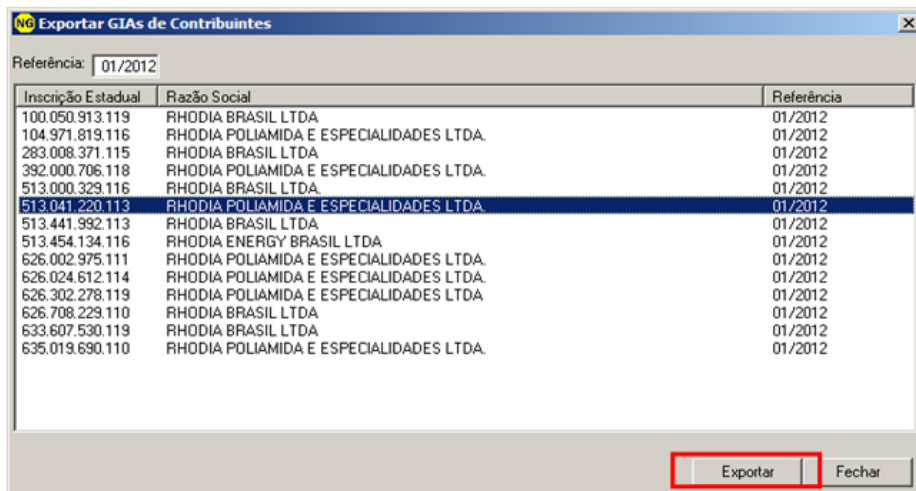 NG Exportar GIAs de Contribuintes
Referência: 01/2012
Inscrição Estadual Razão Social Referência
100.050.913.119 RHODIA BRASIL LTDA 01/2012
104.971.819.116 RHODIA POLIAMIDA E ESPECIALIDADES LTDA. 01/2012
283.008.371.115 RHODIA BRASIL LTDA 01/2012
392.000.706.118 RHODIA POLIAMIDA E ESPECIALIDADES LTDA. 01/2012
513.000.329.116 RHODIA BRASIL LTDA. 01/2012
513.041.220.113 RHODIA POLIAMIDA E ESPECIALIDADES LTDA. 01/2012
513.441.992.113 RHODIA BRASIL LTDA 01/2012
513.454.134.116 RHODIA ENERGY BRASIL LTDA 01/2012
626.002.975.111 RHODIA POLIAMIDA E ESPECIALIDADES LTDA. 01/2012
626.024.612.114 RHODIA POLIAMIDA E ESPECIALIDADES LTDA. 01/2012
626.302.278.119 RHODIA POLIAMIDA E ESPECIALIDADES LTDA 01/2012
626.708.229.110 RHODIA BRASIL LTDA 01/2012
633.607.530.119 RHODIA BRASIL LTDA 01/2012
635.019.690.110 RHODIA POLIAMIDA E ESPECIALIDADES LTDA. 01/2012
Exportar Fechar